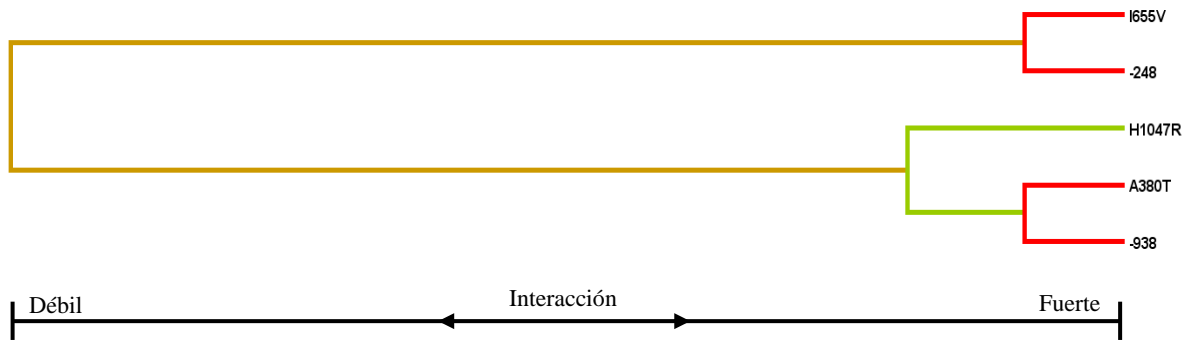 I655V
-248
H1047R
A380T
-938
Débil
Interacción
Fuerte